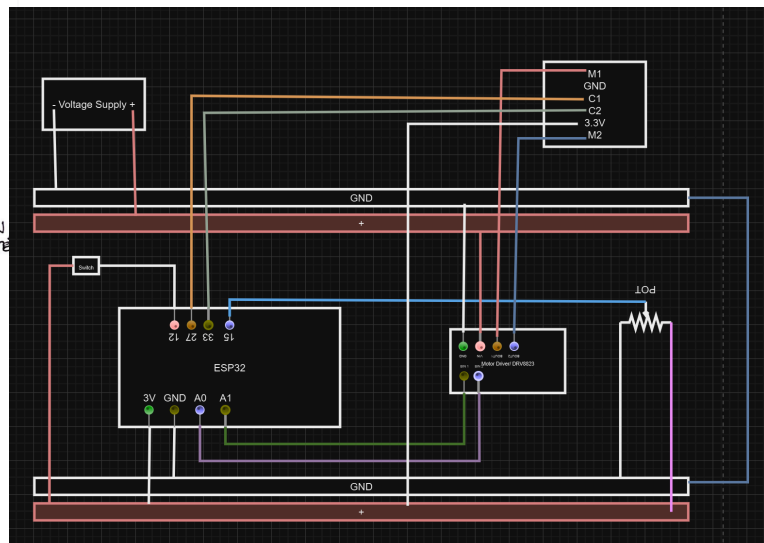 M1
GND
- Voltage Supply +
C1
C2
3.3V
M2
GND
+
Switch
POT
12 27 33 15
ESP32
Motor Driver/ DRV8823
3V GND A0 A1
GND
+